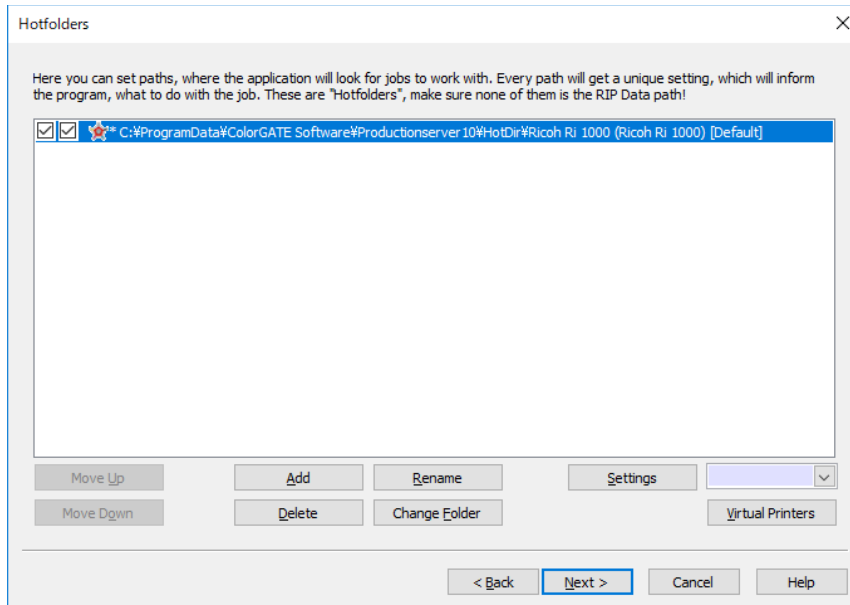 Hotfolders
Here you can set paths, where the application will look for jobs to work with. Every path will get a unique setting, which will inform
the program, what to do with the job. These are "Hotfolders", make sure none of them is the RIP Data path!
** C:¥ProgramData¥ColorGATE Software¥Productionserver10¥HotDir¥Ricoh Ri 1000 (Ricoh Ri 1000) [Default]
Move Up Add Rename Settings
Move Down Delete Change Folder Virtual Printers
< Back Next > Cancel Help